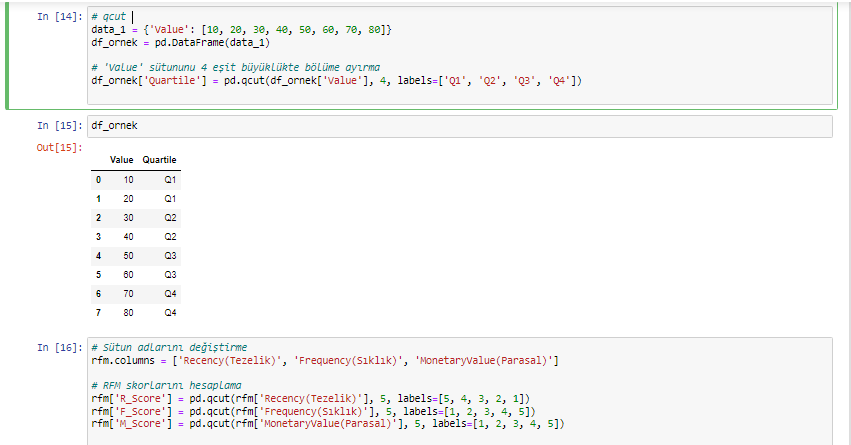 In [14]: # qcut
data_1 = {'Value': [10, 20, 30, 40, 50, 60, 70, 80]}
df_ornek = pd.DataFrame(data_1)
# 'Value' sütununu 4 eşit büyüklükte bölüme ayırma
df_ornek['Quartile'] = pd.qcut(df_ornek['Value'], 4, labels=['Q1', 'Q2', 'Q3', 'Q4'])
In [15]: df_ornek
Out[15]:
Value Quartile
0 10 Q1
1 20 Q1
2 30 Q2
3 40 Q2
4 50 Q3
5 60 Q3
6 70 Q4
7 80 Q4
In [16]: # Sütun adlarını değiştirme
rfm.columns = ['Recency(Tezelik)', 'Frequency(Sıklık)', 'MonetaryValue(Parasal)']
# RFM skorlarını hesaplama
rfm['R_Score'] = pd.qcut(rfm['Recency(Tezelik)'], 5, labels=[5, 4, 3, 2, 1])
rfm['F_Score'] = pd.qcut(rfm['Frequency(Sıklık)'], 5, labels=[1, 2, 3, 4, 5])
rfm['M_Score'] = pd.qcut(rfm['MonetaryValue(Parasal)'], 5, labels=[1, 2, 3, 4, 5])